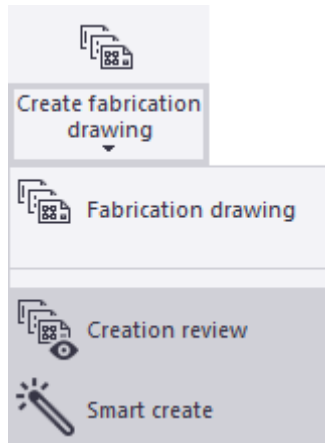 Create fabrication
drawing
Fabrication drawing
Creation review
Smart create